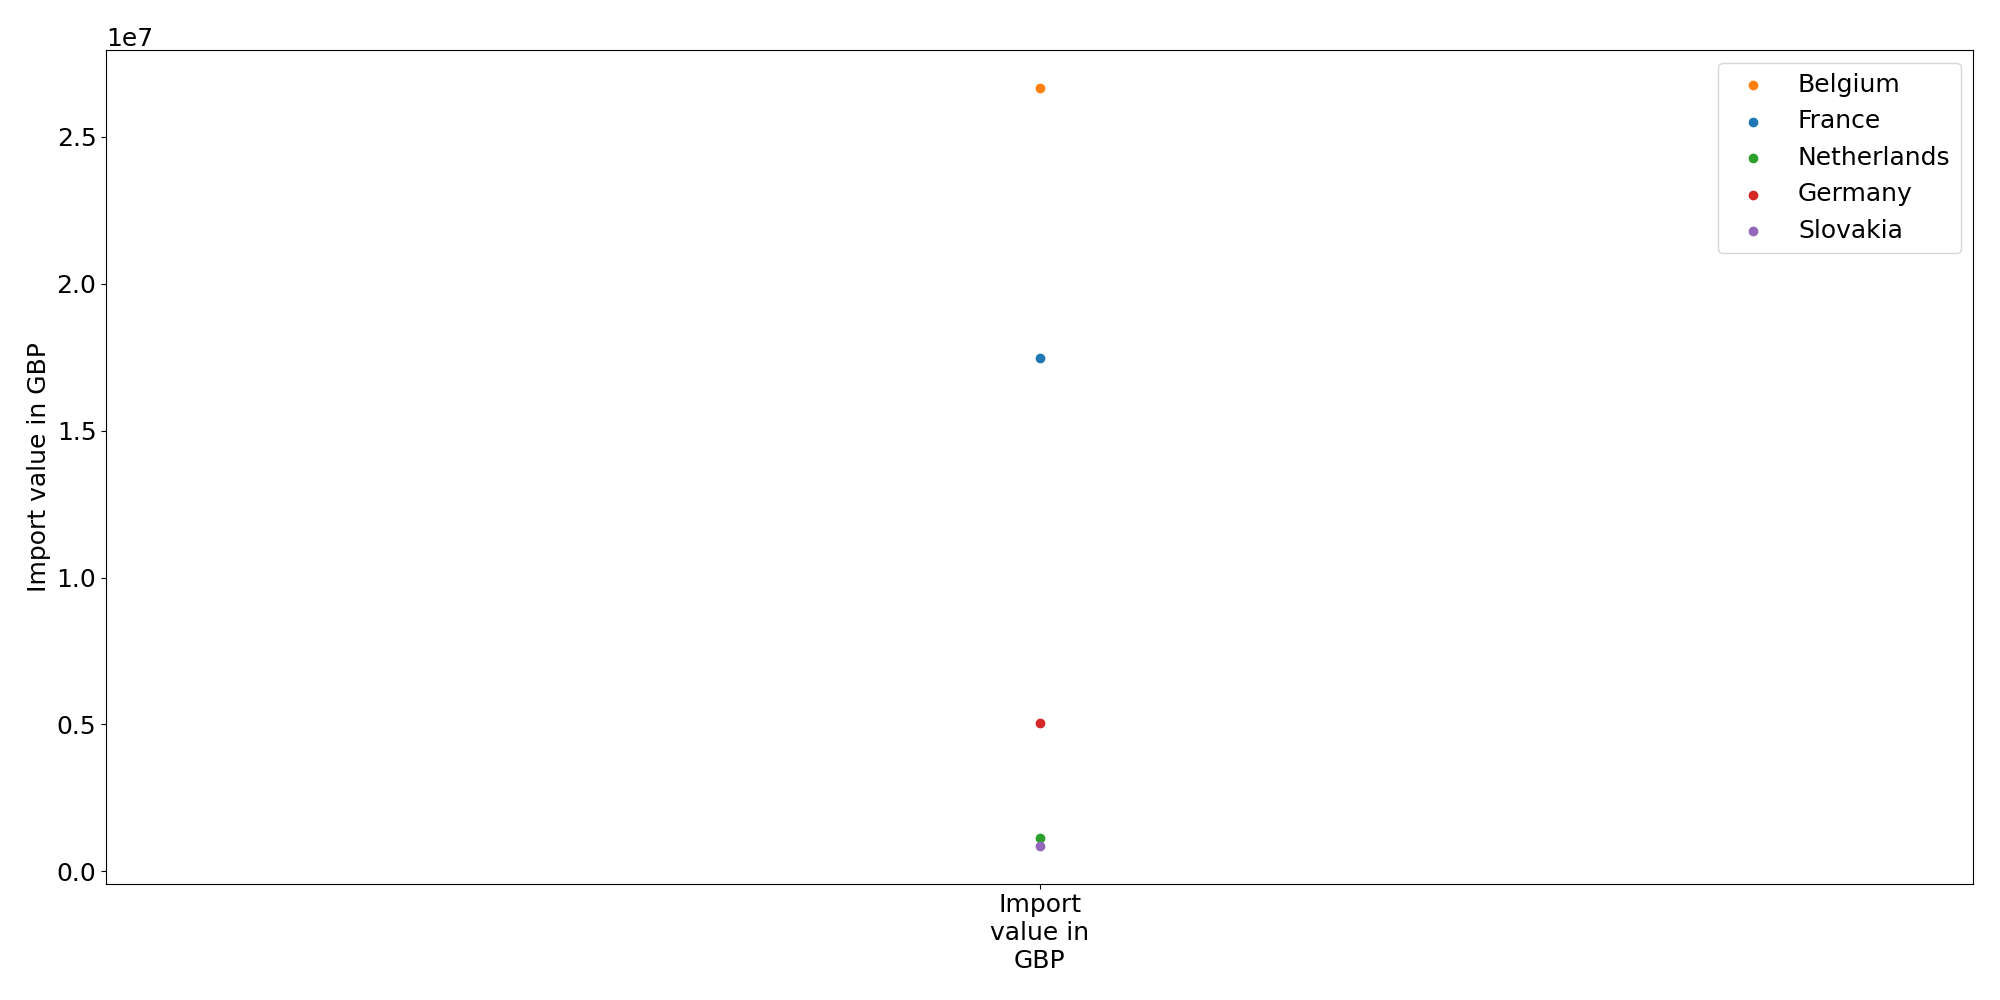 1e7
Belgium
France
Netherlands
Germany
Slovakia
2.5
2.0
1.5
1.0
0.5
0.0
Import value in GBP
Import
value in
GBP